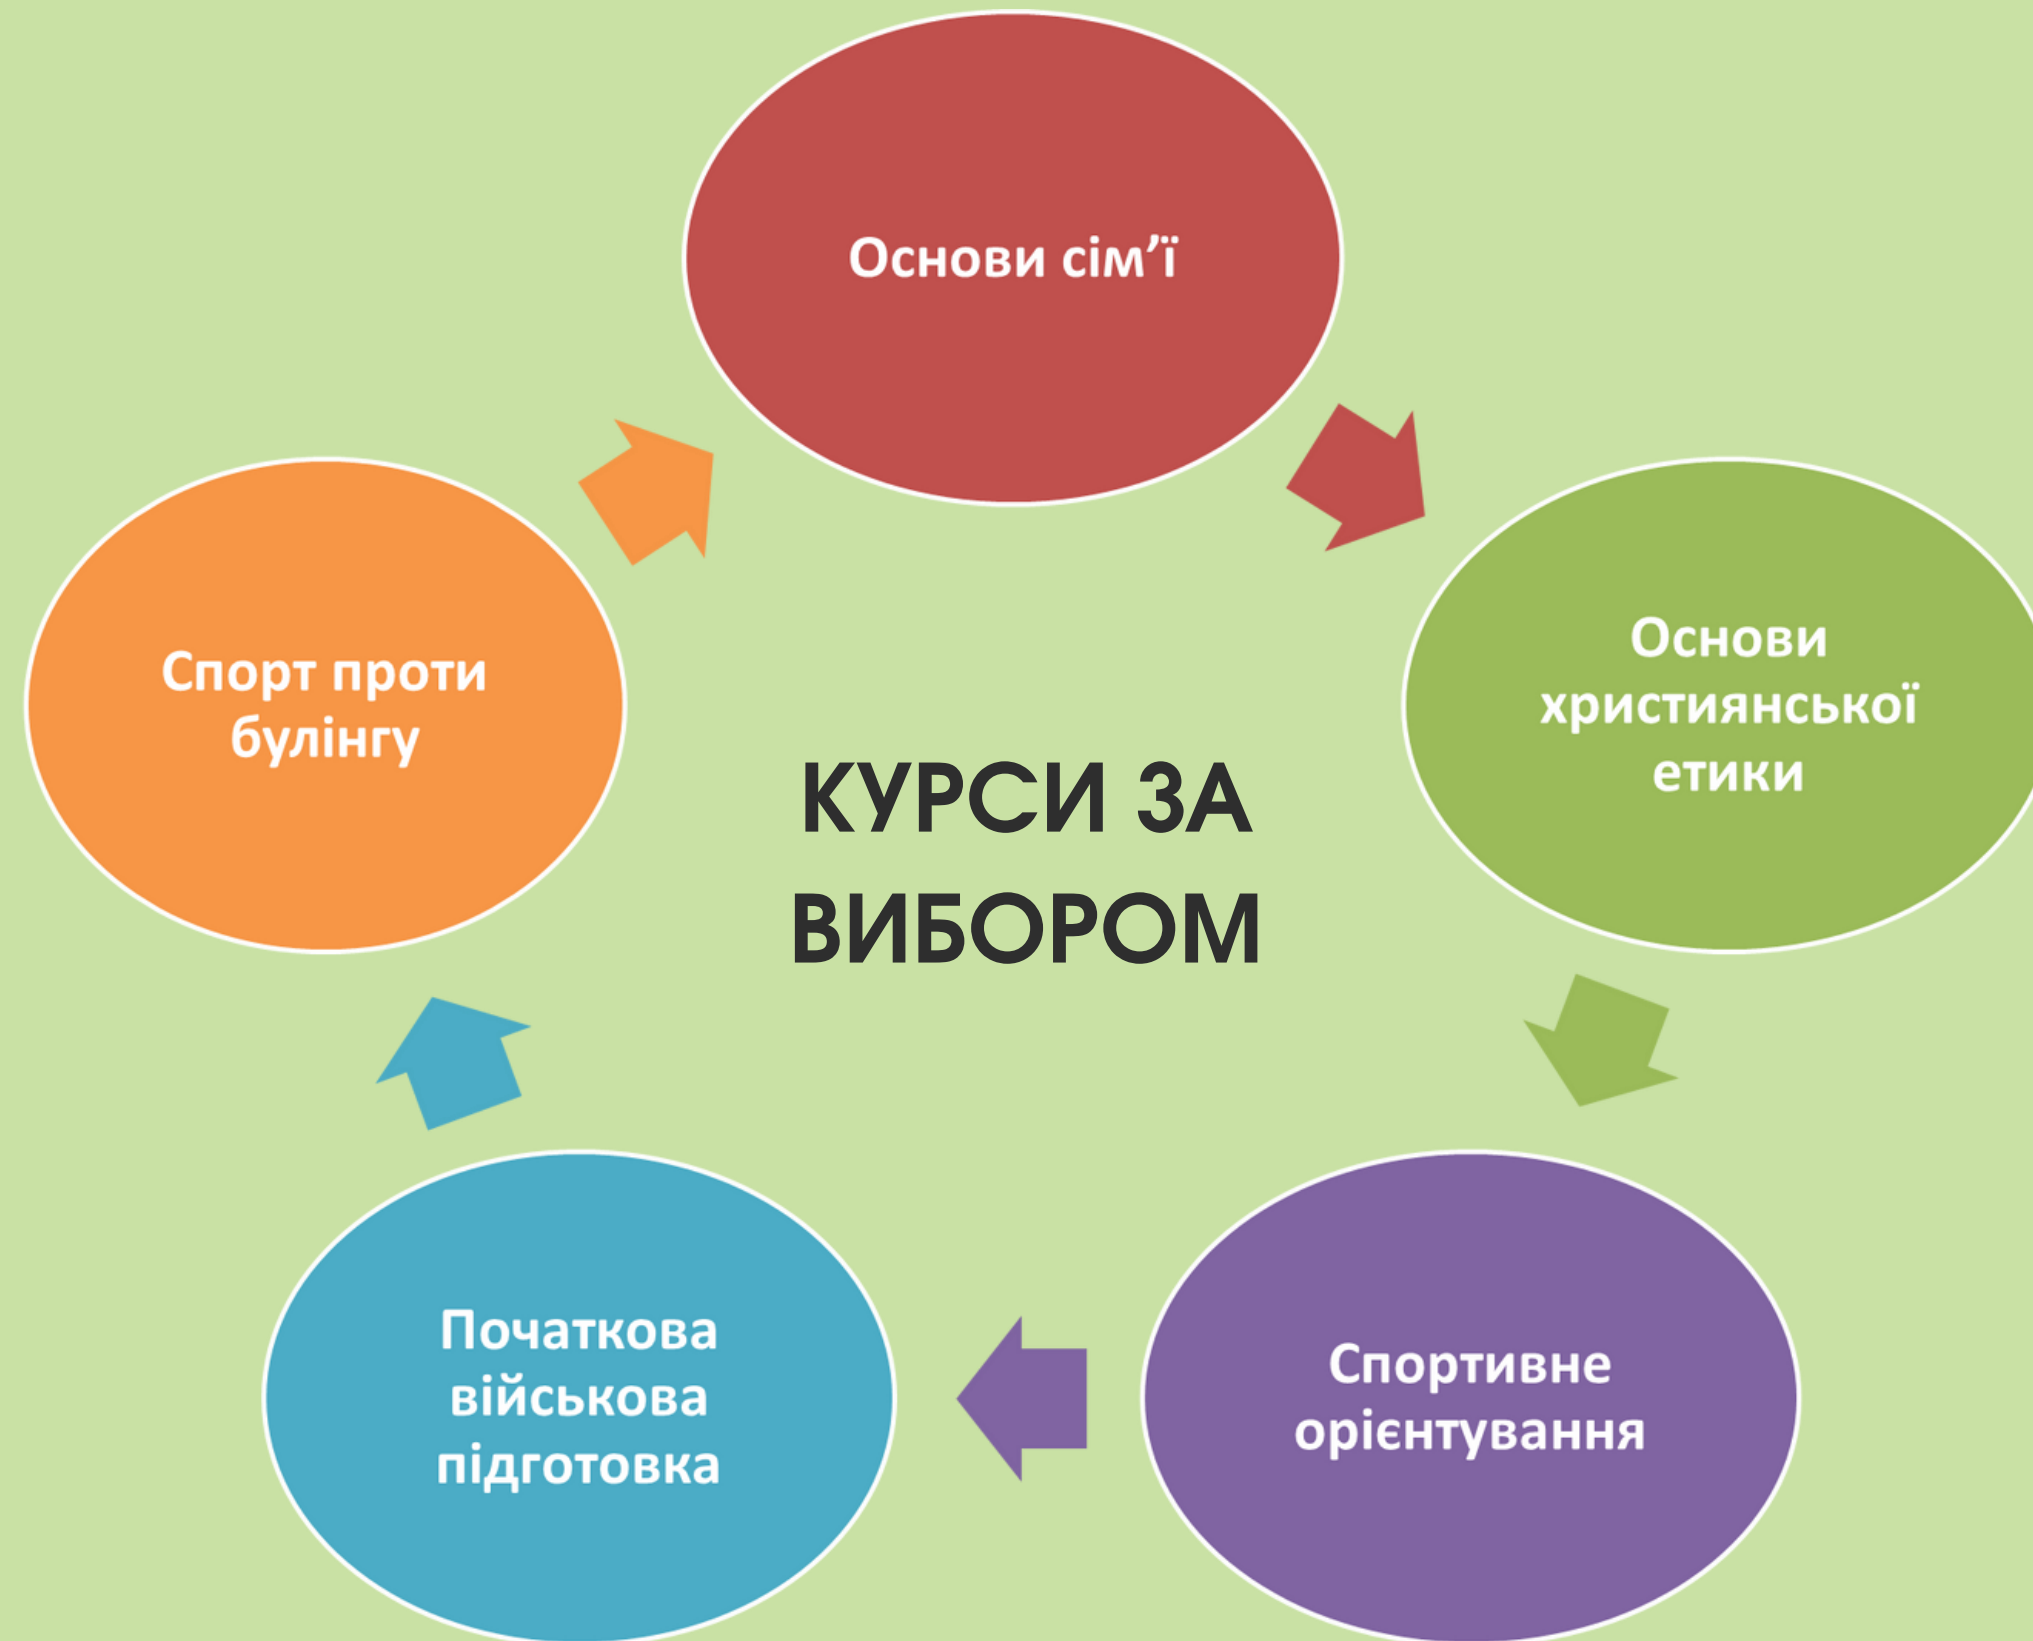 Основи сім’ї
Основи
християнської
етики
Спортивне
орієнтування
Початкова
військова
підготовка
Спорт проти
булінгу
КУРСИ ЗА
ВИБОРОМ